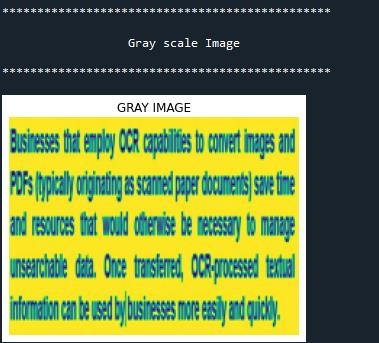 ***********************************************
Gray scale Image
***********************************************
GRAY IMAGE
Businesses that employ OCR capabilities to convert images and
PDFs (typically originating as scanned paper documents) save time
and resources that would otherwise be necessary to manage
unsearchable data. Once transferred, OCR-processed textual
information can be used by businesses more easily and quickly.